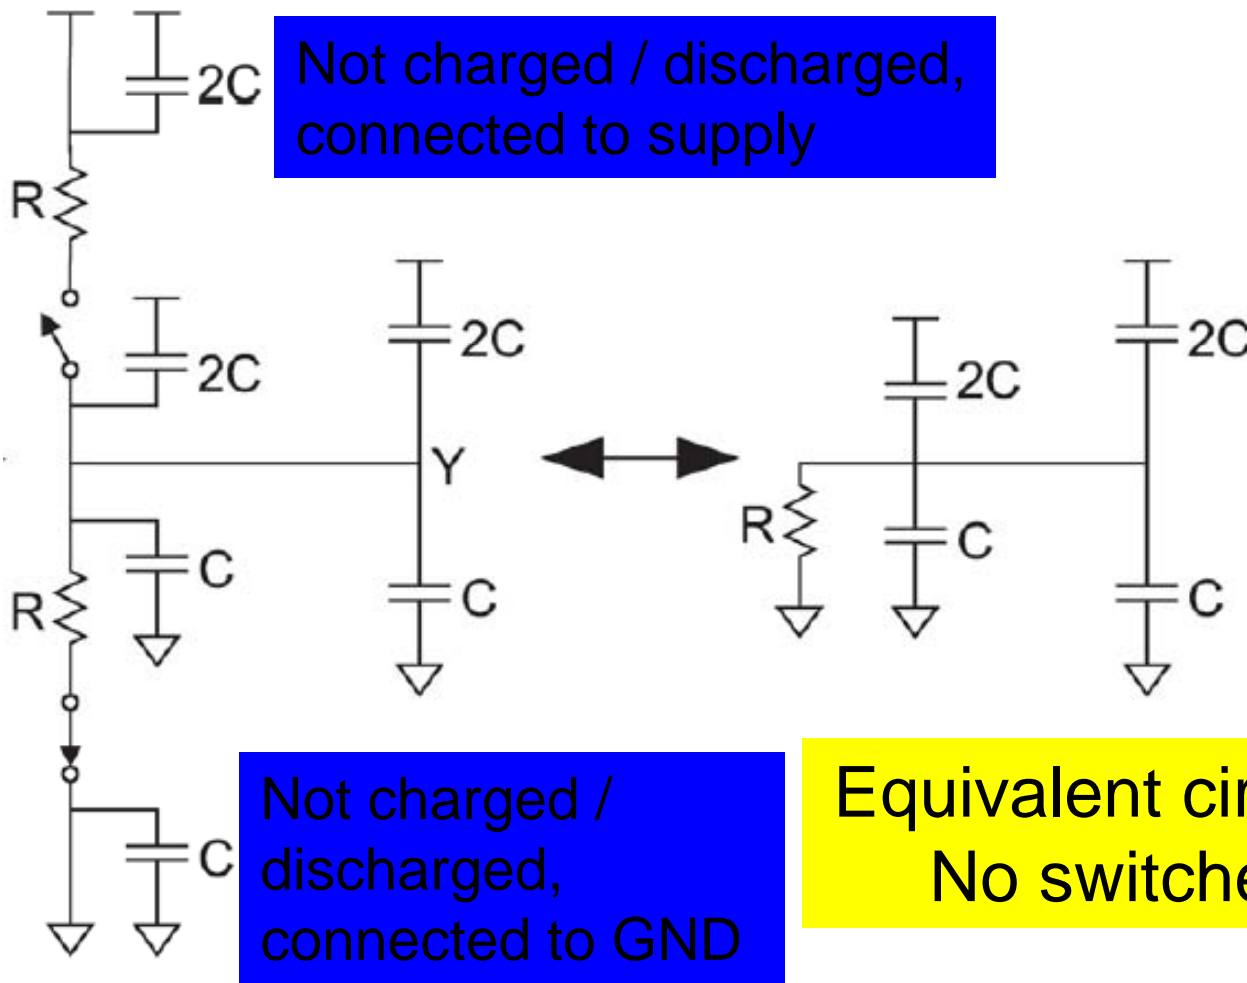 2C
Not charged / discharged,
connected to supply
R
2C
2C
2C
2C
Y
R
C
C
R
C
C
C
Not charged /
discharged,
connected to GND
Equivalent cir
No switche